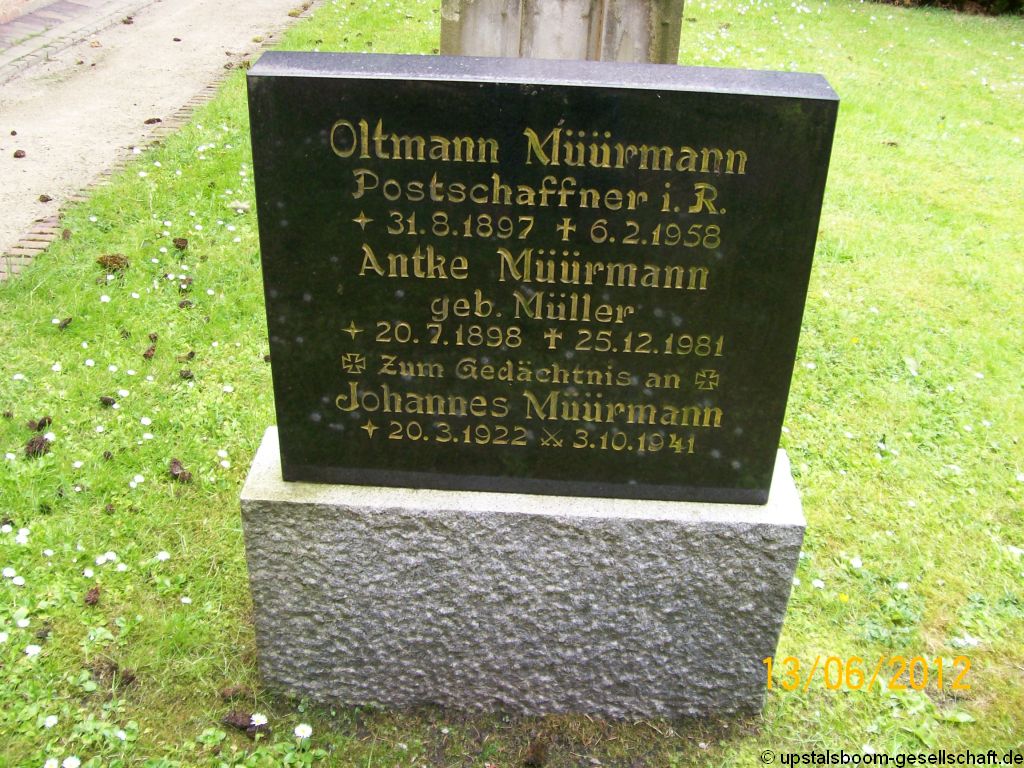 Oltmann Müürmann
Postschaffner i. R.
✦ 31.8.1897 ✝ 6.2.1958
Antke Müürmann
geb. Müller
✦ 20.7.1898 ✝ 25.12.1981
✠ Zum Gedächtnis an ✠
Johannes Müürmann
✦ 20.3.1922 ⚔ 3.10.1941
13/06/2012
© upstalsboom-gesellschaft.de